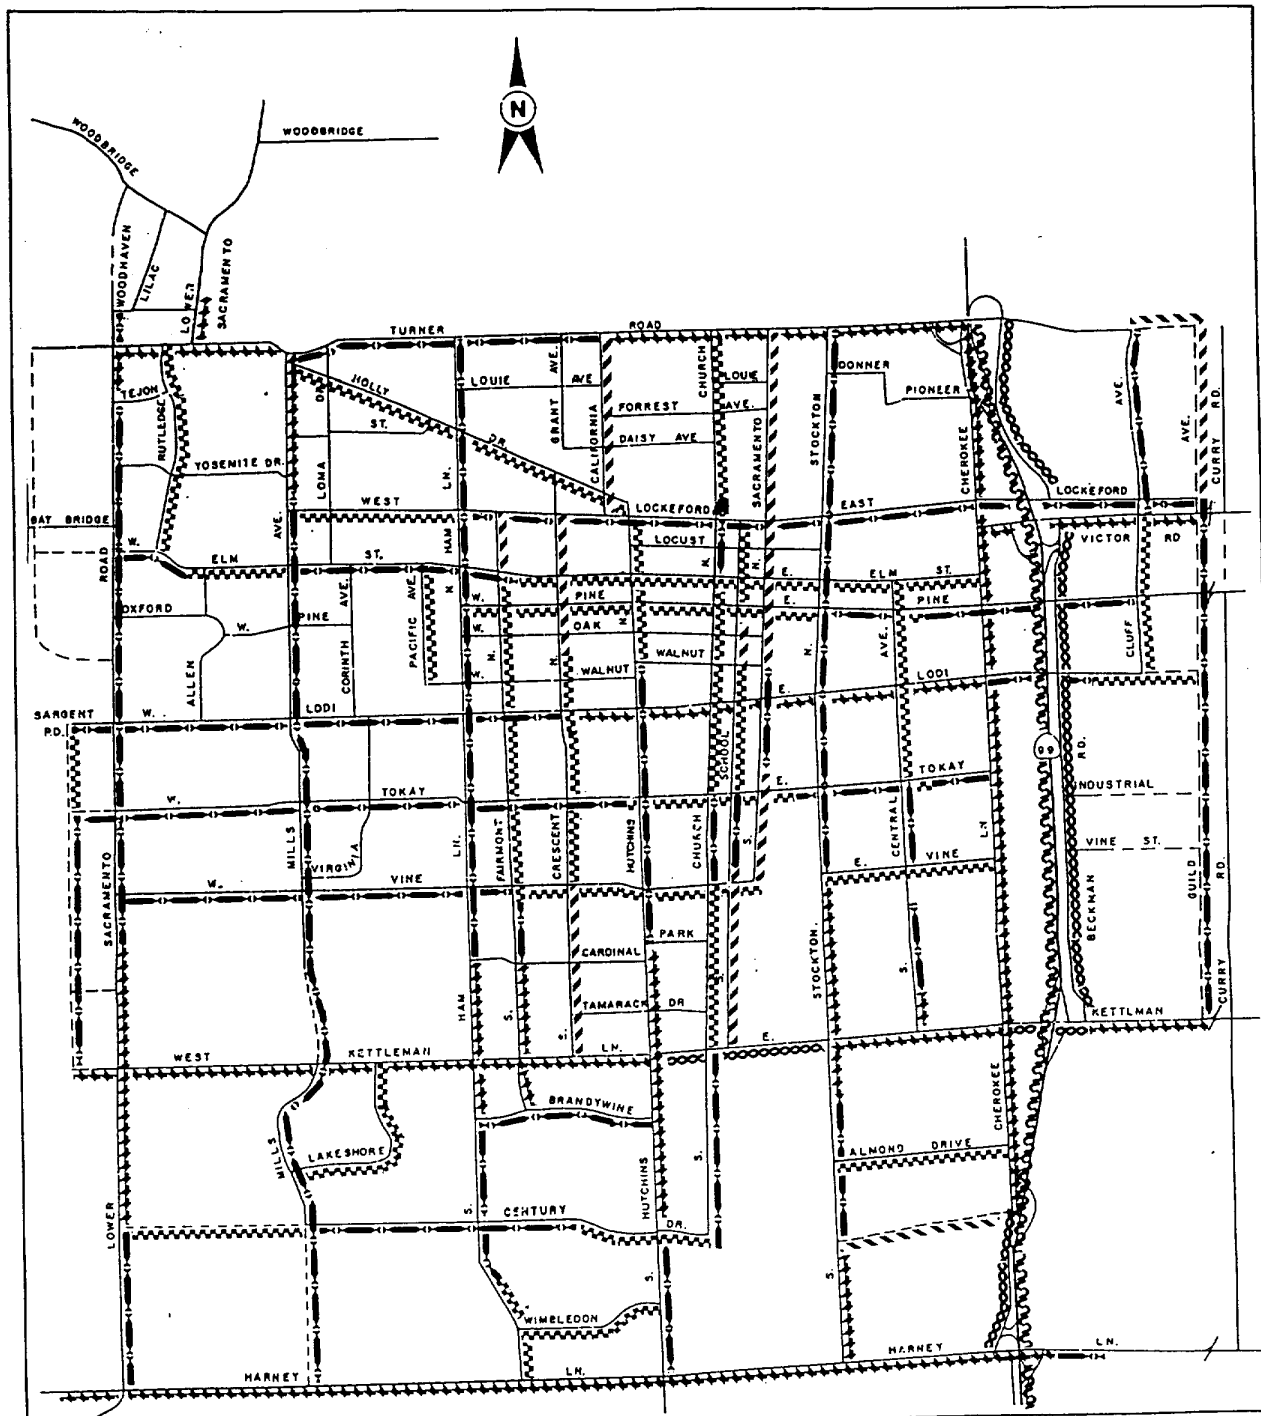 N
WOODBRIDGE
WOODBRIDGE
WOODHAVEN
LILAC
LOWER
SACRAMENTO
TURNER
ROAD
TEJON
RUTLEDGE
YOSEMITE DR.
LOMA
DR.
HOLLY
DR.
ST.
LOUIE
AVE
GRANT
AVE.
CALIFORNIA
CHURCH
LOUIE
FORREST
AVE.
DAISY AVE
SACRAMENTO
STOCKTON
DONNER
PIONEER
CHEROKEE
AVE.
AVE.
CURRY
RD.
WEST
LN.
LOCKEFORD
EAST
LOCKEFORD
ROAD
W.
ELM
AVE.
ST.
HAM
N.
LOCUST
N.
N.
E.
ELM
ST.
VICTOR
RD
OXFORD
W.
PINE
AVE.
CORINTH
PACIFIC
AVE.
W.
PINE
E.
PINE
W.
OAK
N.
N.
N.
W.
WALNUT
WALNUT
N.
AVE.
CLUFF
ALLEN
SARGENT
W.
LODI
E.
LODI
SCHOOL
99
RD.
W.
TOKAY
E.
TOKAY
INDUSTRIAL
MILLS
VIRGINIA
LN.
FAIRMONT
CRESCENT
HUTCHINS
CHURCH
S.
CENTRAL
LN
VINE ST.
SACRAMENTO
W.
VINE
E.
VINE
BECKMAN
GUILD
RD.
PARK
CARDINAL
HAM
S.
S.
TAMARACK DR
S.
STOCKTON
S.
CURRY
WEST
KETTLEMAN
LN.
E.
KETTLMAN
BRANDYWINE
CHEROKEE
MILLS
LAKESHORE
HUTCHINS
S.
ALMOND DRIVE
LOWER
S.
CENTURY
DR.
S.
S.
WIMBLEDON
HARNEY
LN.
HARNEY
LN.